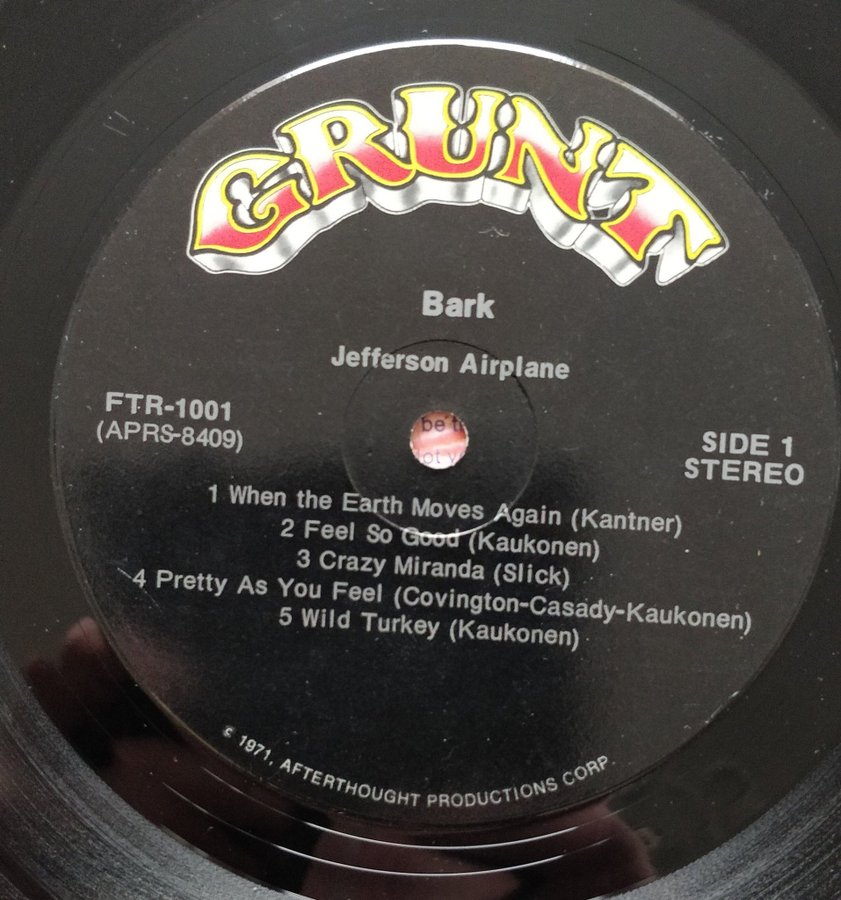 GRUNT
Bark
Jefferson Airplane
FTR-1001
(APRS-8409)
SIDE 1
STEREO
1 When the Earth Moves Again (Kantner)
2 Feel So Good (Kaukonen)
3 Crazy Miranda (Slick)
4 Pretty As You Feel (Covington-Casady-Kaukonen)
5 Wild Turkey (Kaukonen)
© 1971, AFTERTHOUGHT PRODUCTIONS CORP.